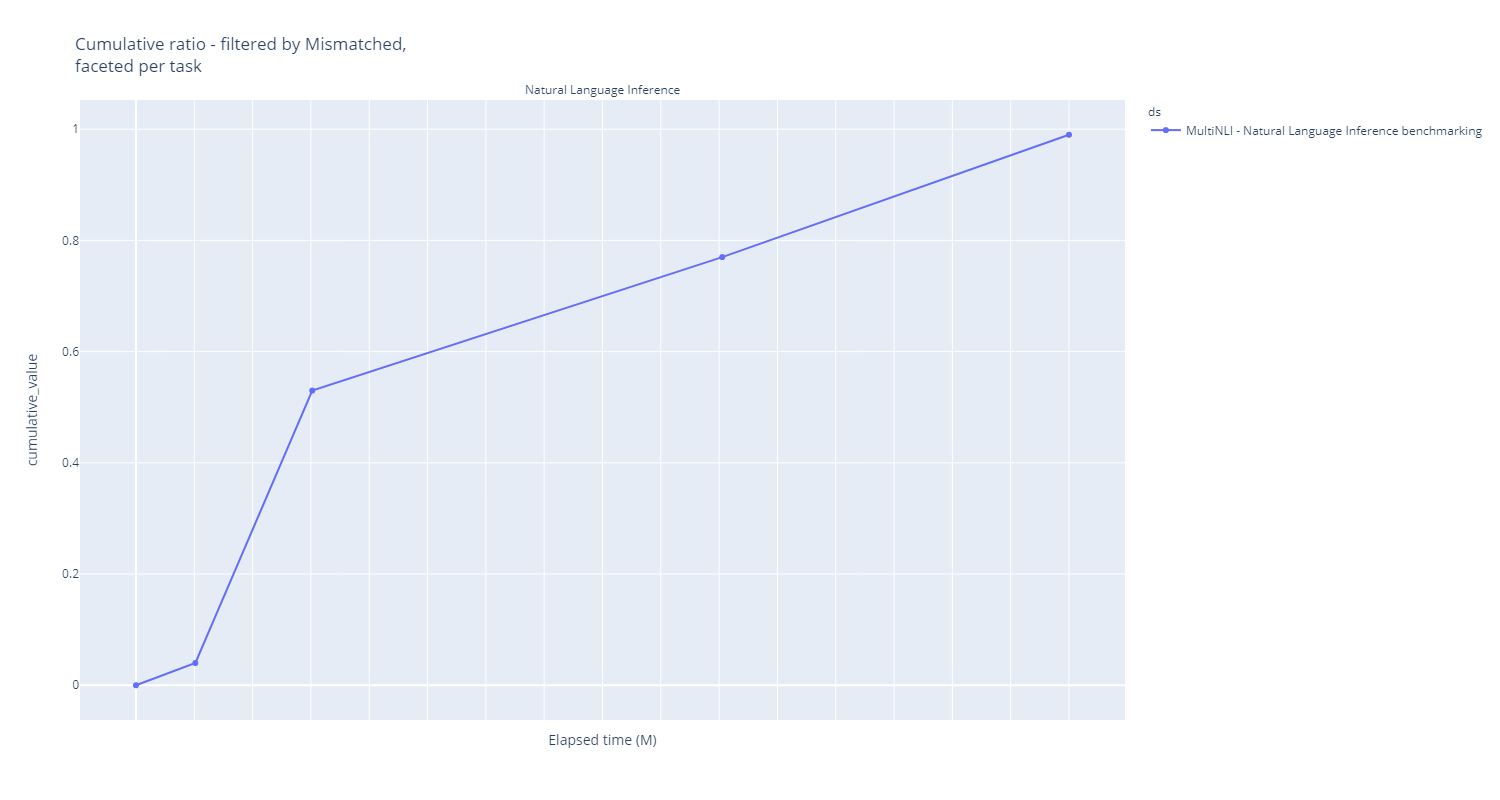 Cumulative ratio - filtered by Mismatched,
faceted per task
Natural Language Inference
ds
MultiNLI - Natural Language Inference benchmarking
1
0.8
0.6
0.4
0.2
0
cumulative_value
Elapsed time (M)